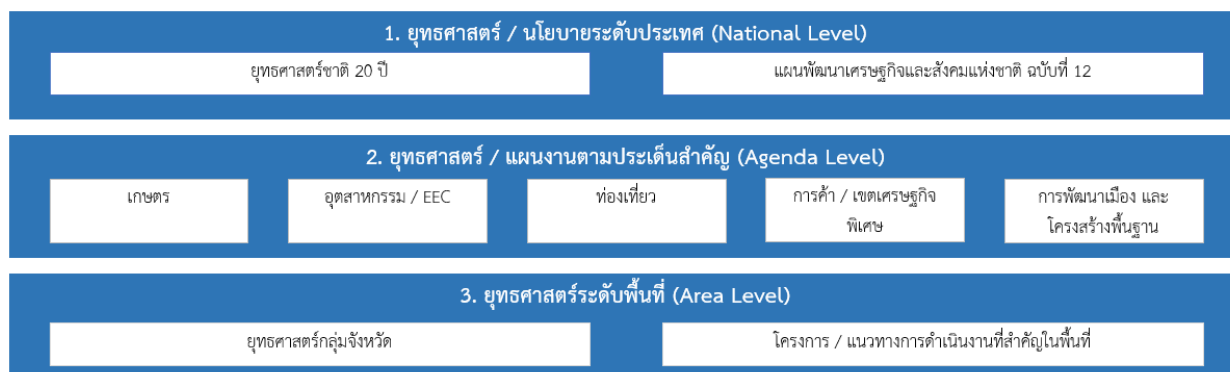 1. ยุทธศาสตร์ / นโยบายระดับประเทศ (National Level)
ยุทธศาสตร์ชาติ 20 ปี
แผนพัฒนาเศรษฐกิจและสังคมแห่งชาติ ฉบับที่ 12
2. ยุทธศาสตร์ / แผนงานตามประเด็นสำคัญ (Agenda Level)
เกษตร
อุตสาหกรรม / EEC
ท่องเที่ยว
การค้า / เขตเศรษฐกิจ
พิเศษ
การพัฒนาเมือง และ
โครงสร้างพื้นฐาน
3. ยุทธศาสตร์ระดับพื้นที่ (Area Level)
ยุทธศาสตร์กลุ่มจังหวัด
โครงการ / แนวทางการดำเนินงานที่สำคัญในพื้นที่